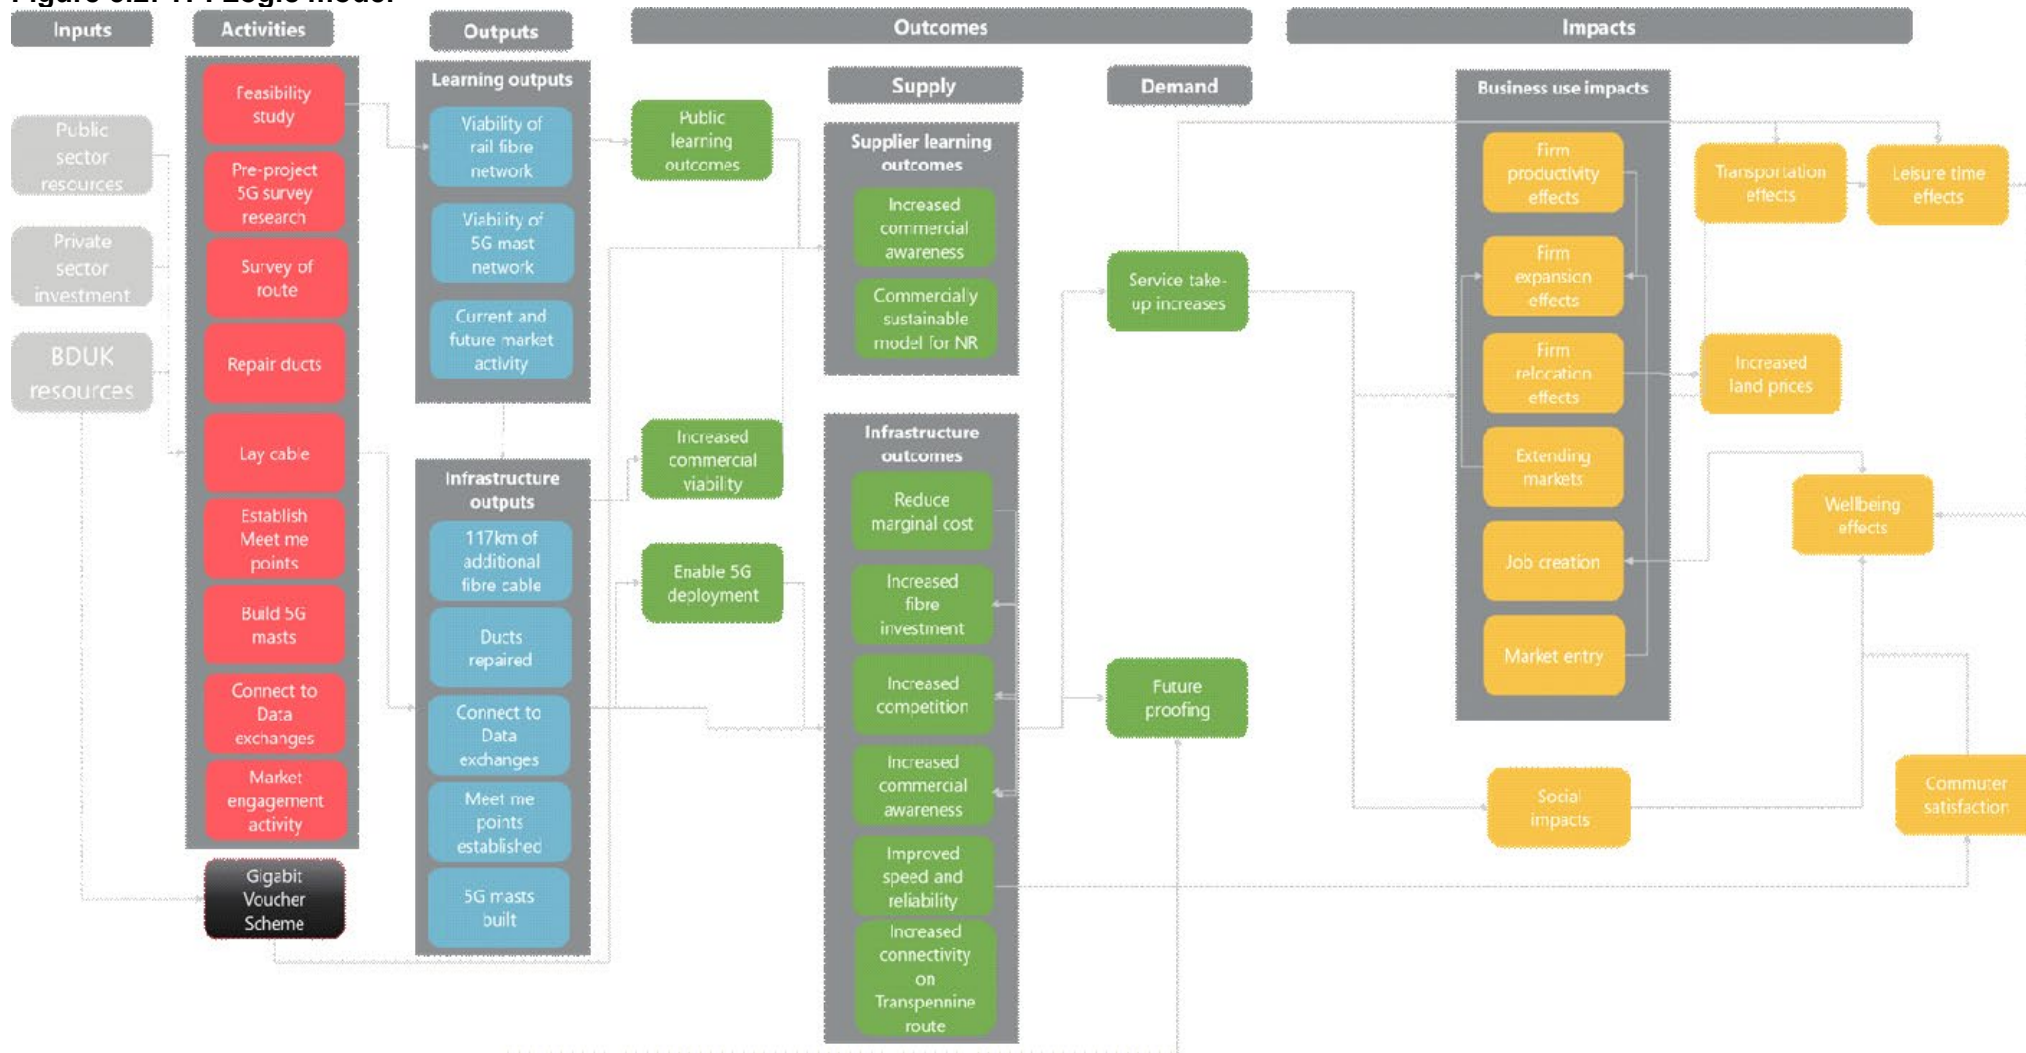 Inputs
Activities
Outputs
Outcomes
Impacts
Public
sector
resources
Private
sector
investment
BDUK
resources
Feasibility
study
Pre-project
5G survey
research
Survey of
route
Repair ducts
Lay cable
Establish
Meet me
points
Build 5G
masts
Connect to
Data
exchanges
Market
engagement
activity
Gigabit
Voucher
Scheme
Learning outputs
Viability of
rail fibre
network
Viability of
5G mast
network
Current and
future market
activity
Infrastructure
outputs
117km of
additional
fibre cable
Ducts
repaired
Connect to
Data
exchanges
Meet me
points
established
5G masts
built
Public
learning
outcomes
Increased
commercial
viability
Enable 5G
deployment
Supply
Supplier learning
outcomes
Increased
commercial
awareness
Commercially
sustainable
model for NR
Infrastructure
outcomes
Reduce
marginal cost
Increased
fibre
investment
Increased
competition
Increased
commercial
awareness
Improved
speed and
reliability
Increased
connectivity
on
Transpennine
route
Demand
Service take-
up increases
Future
proofing
Business use impacts
Firm
productivity
effects
Firm
expansion
effects
Firm
relocation
effects
Extending
markets
Job creation
Market entry
Social
impacts
Transportation
effects
Leisure time
effects
Increased
land prices
Wellbeing
effects
Commuter
satisfaction